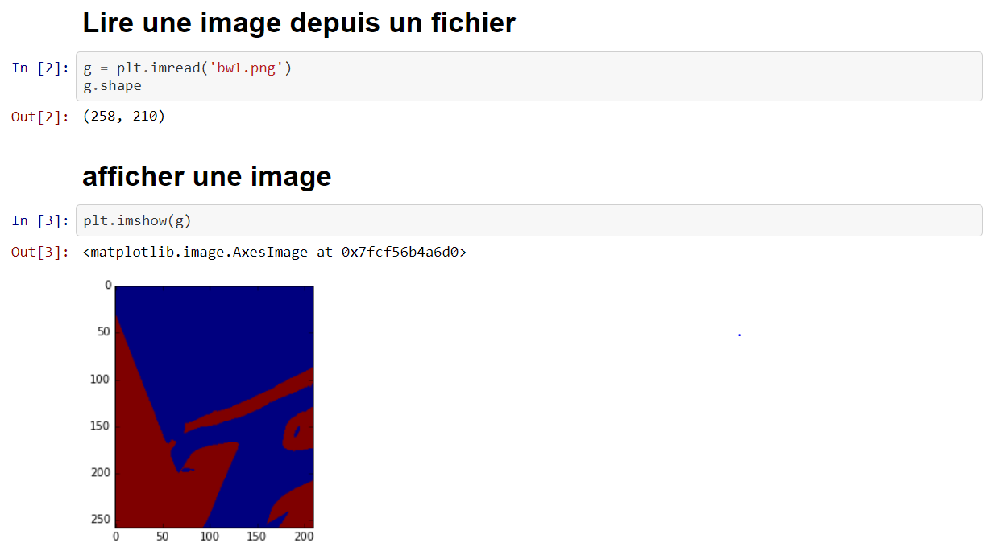 Lire une image depuis un fichier
In [2]: g = plt.imread('bw1.png')
g.shape
Out[2]: (258, 210)
afficher une image
In [3]: plt.imshow(g)
Out[3]: <matplotlib.image.AxesImage at 0x7fcf56b4a6d0>
0
50
100
150
200
250
0 50 100 150 200